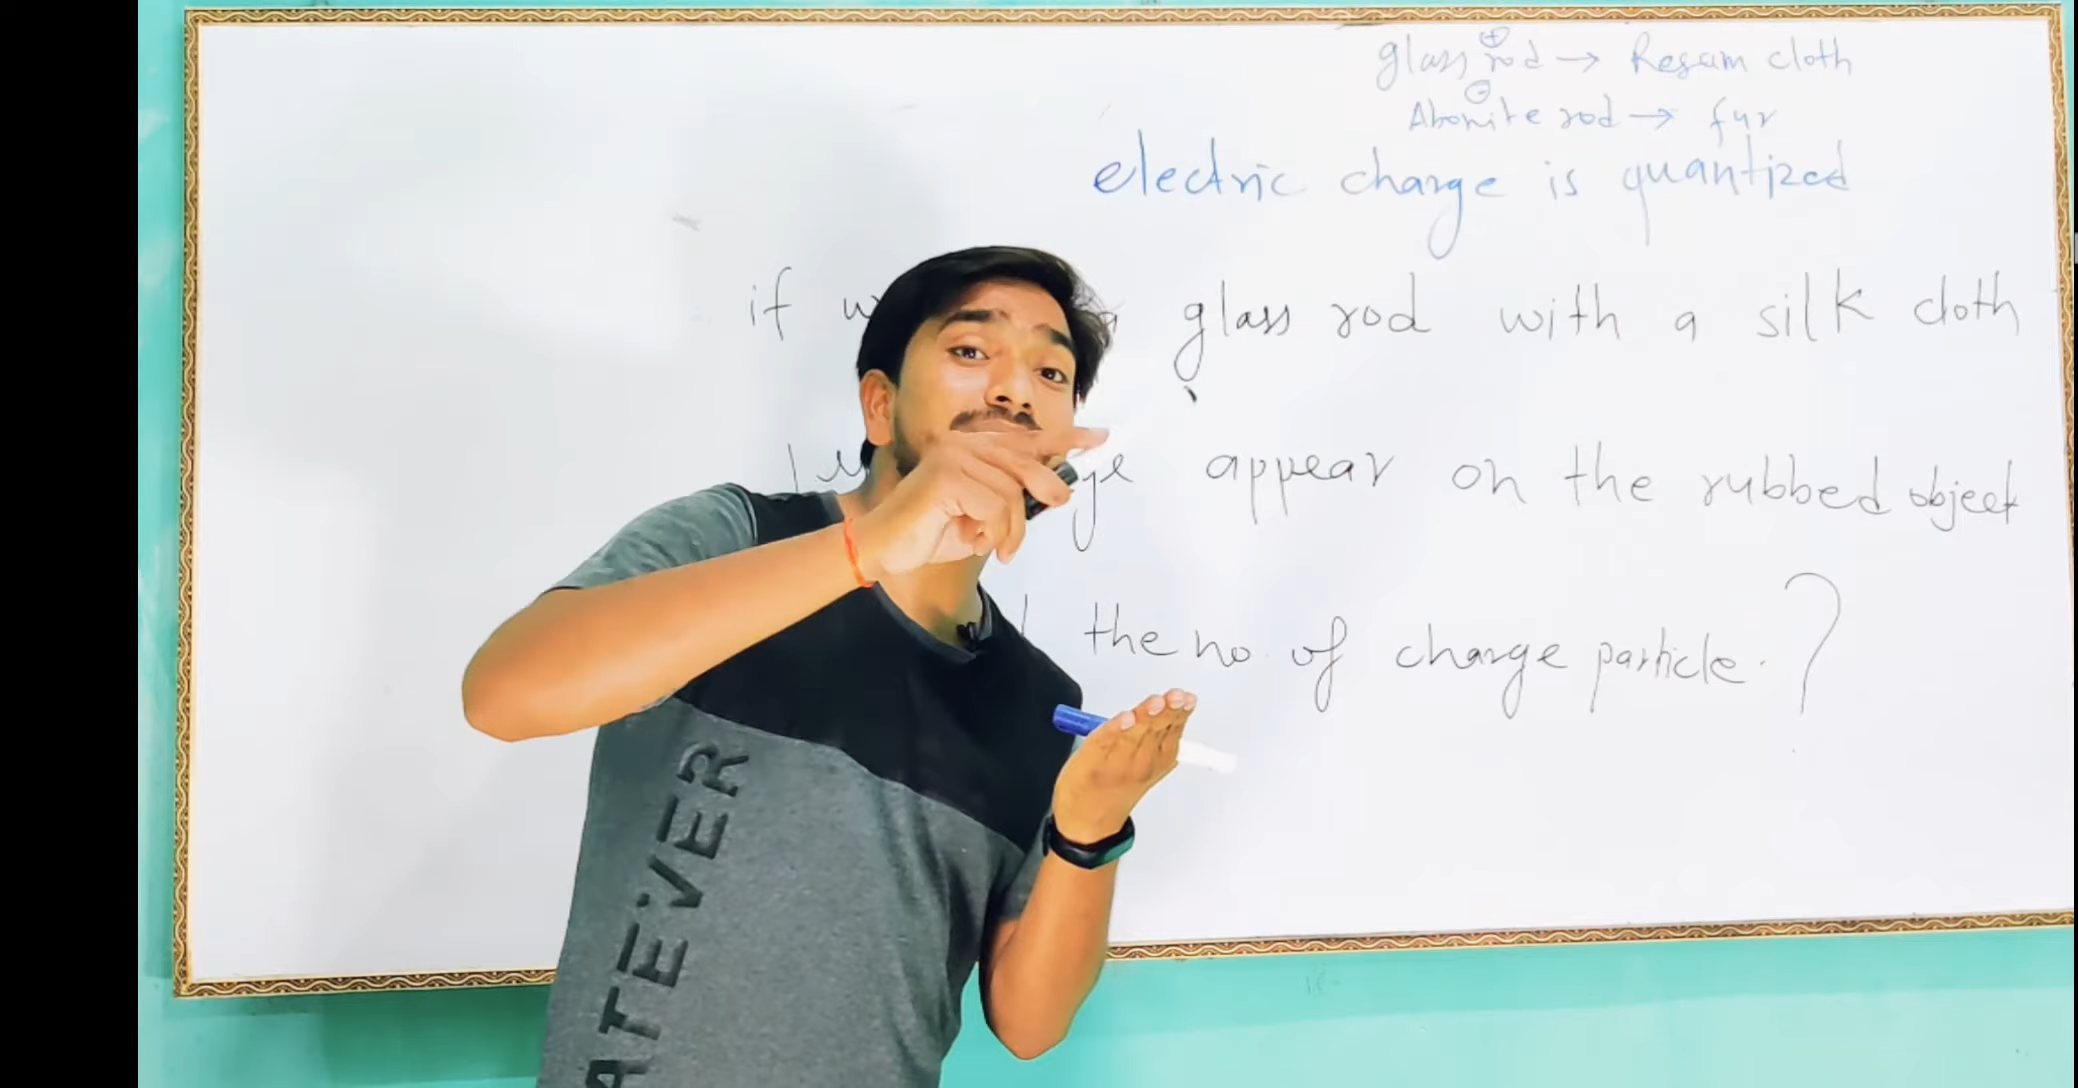 glass rod → Resam cloth
⊕
Abonite rod → fur
⊖
electric charge is quantized
if a glass rod with a silk cloth
appear on the rubbed object
the no. of charge particle. ?
ATEVER